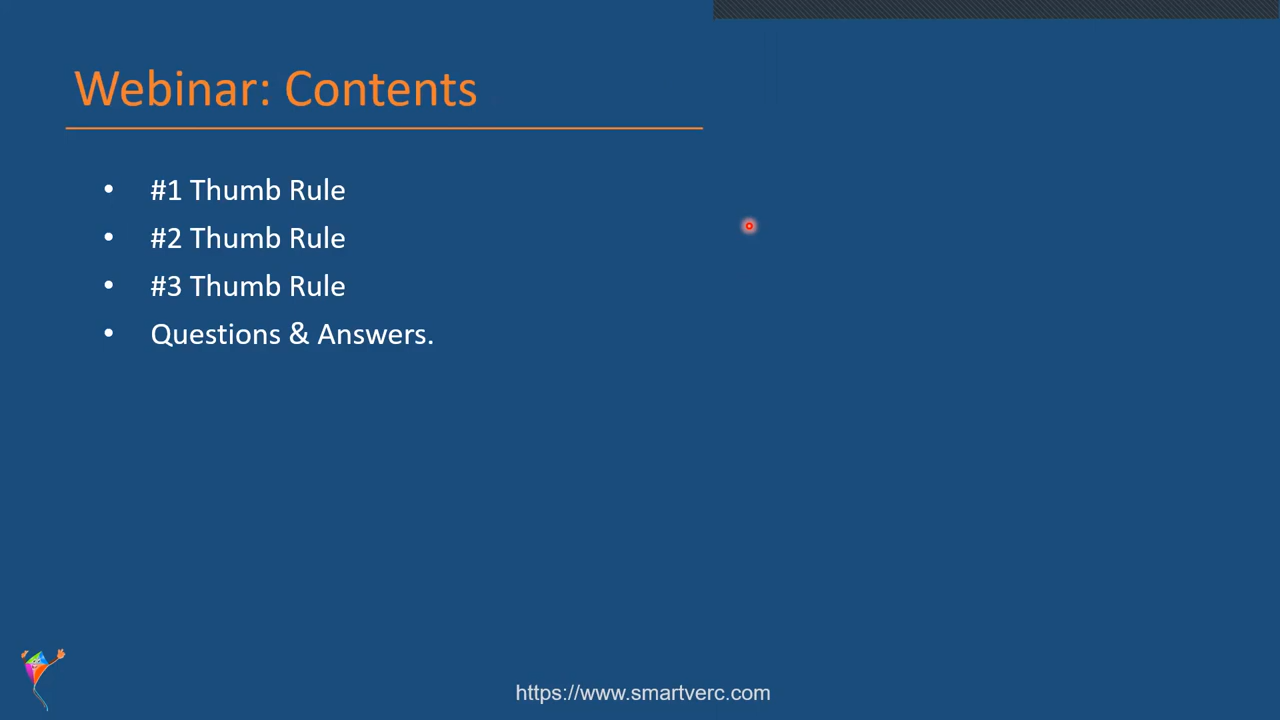 Webinar: Contents
• #1 Thumb Rule
• #2 Thumb Rule
• #3 Thumb Rule
• Questions & Answers.
https://www.smartverc.com